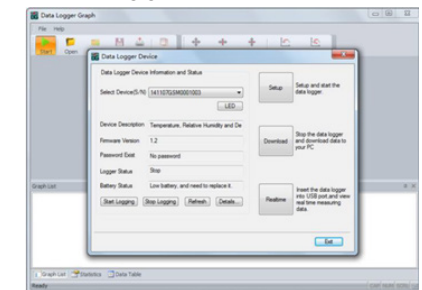 Data Logger Graph
File Help
Start Open
Data Logger Device
Data Logger Device Information and Status
Select Device(S/N) 
LED
Device Description Temperature, Relative Humidity and De
Firmware Version 1.2
Password Exist No password
Logger Status Stop
Battery Status Low battery, and need to replace it.
Start Logging Stop Logging Refresh Details...
Setup Setup and start the
data logger.
Download Stop the data logger
and download data to
your PC
Realtime Insert the data logger
into USB port and view
real time measuring
data.
Exit
Graph List
Graph List Statistics Data Table
Ready